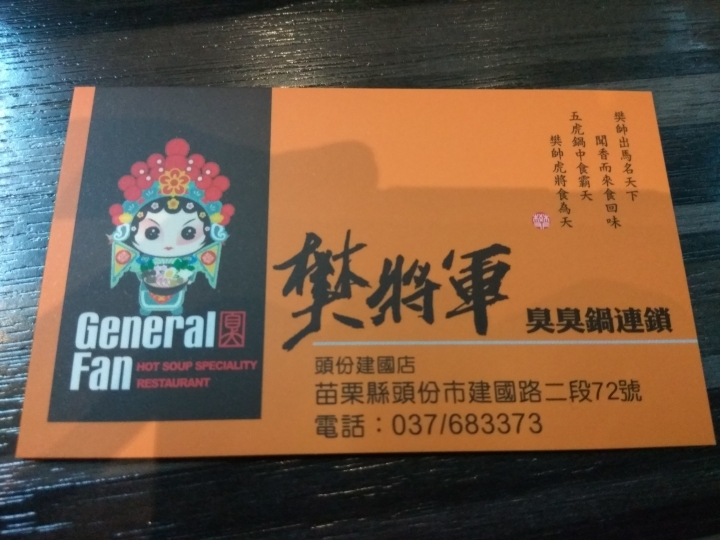 樊帥出馬名天下
聞香而來食回味
五虎鍋中食霸天
樊帥虎將食為天
General 臭
Fan
HOT SOUP SPECIALITY
RESTAURANT
樊將軍 臭臭鍋連鎖
頭份建國店
苗栗縣頭份市建國路二段72號
電話：037/683373